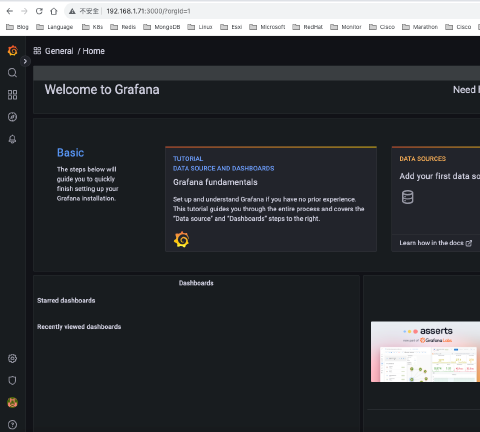 不安全 192.168.1.71:3000/?orgId=1
Blog Language K8s Redis MongoDB Linux Esxi Microsoft RedHat Monitor Cisco Marathon Cisco
General / Home
Welcome to Grafana
Need
Basic
The steps below will
guide you to quickly
finish setting up your
Grafana installation.
TUTORIAL
DATA SOURCE AND DASHBOARDS
Grafana fundamentals
Set up and understand Grafana if you have no prior experience.
This tutorial guides you through the entire process and covers the
"Data source" and "Dashboards" steps to the right.
DATA SOURCES
Add your first data so
Learn how in the docs
Dashboards
Starred dashboards
Recently viewed dashboards
asserts
Grafana Labs